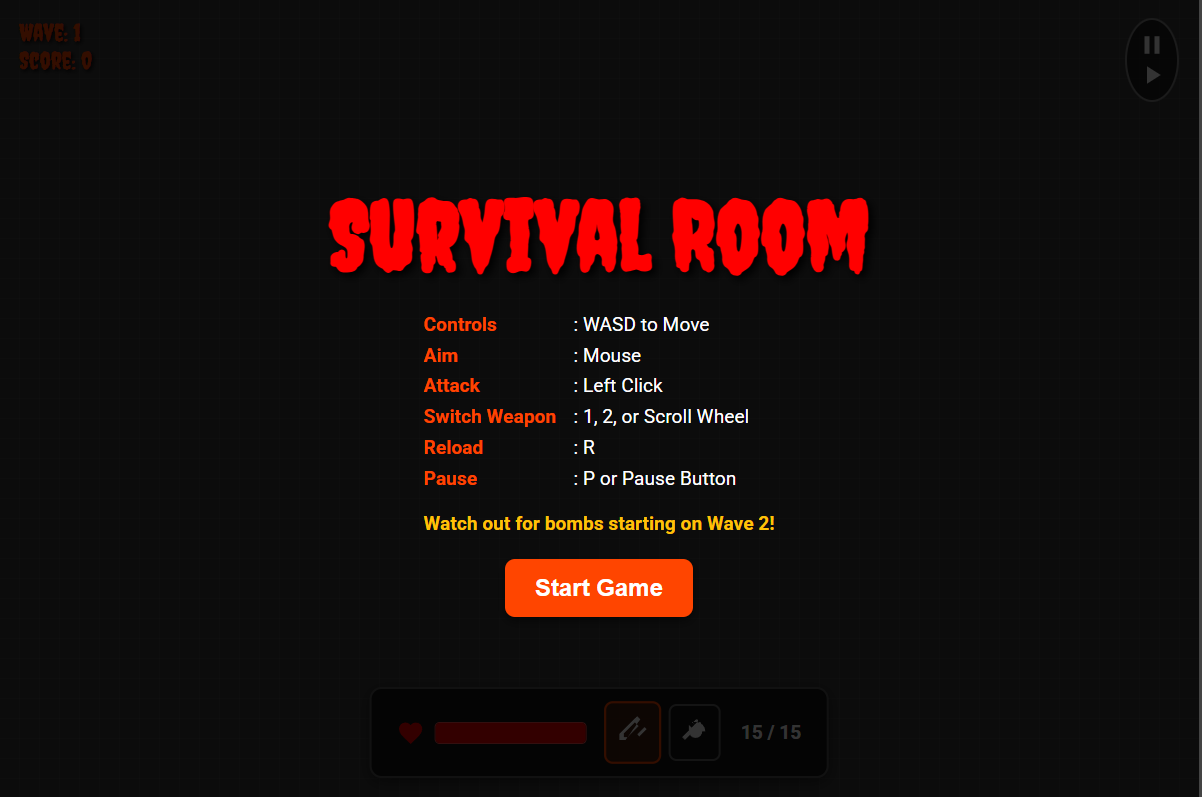 WAVE: 1
SCORE: 0
SURVIVAL ROOM
Controls : WASD to Move
Aim : Mouse
Attack : Left Click
Switch Weapon : 1, 2, or Scroll Wheel
Reload : R
Pause : P or Pause Button
Watch out for bombs starting on Wave 2!
Start Game
15 / 15